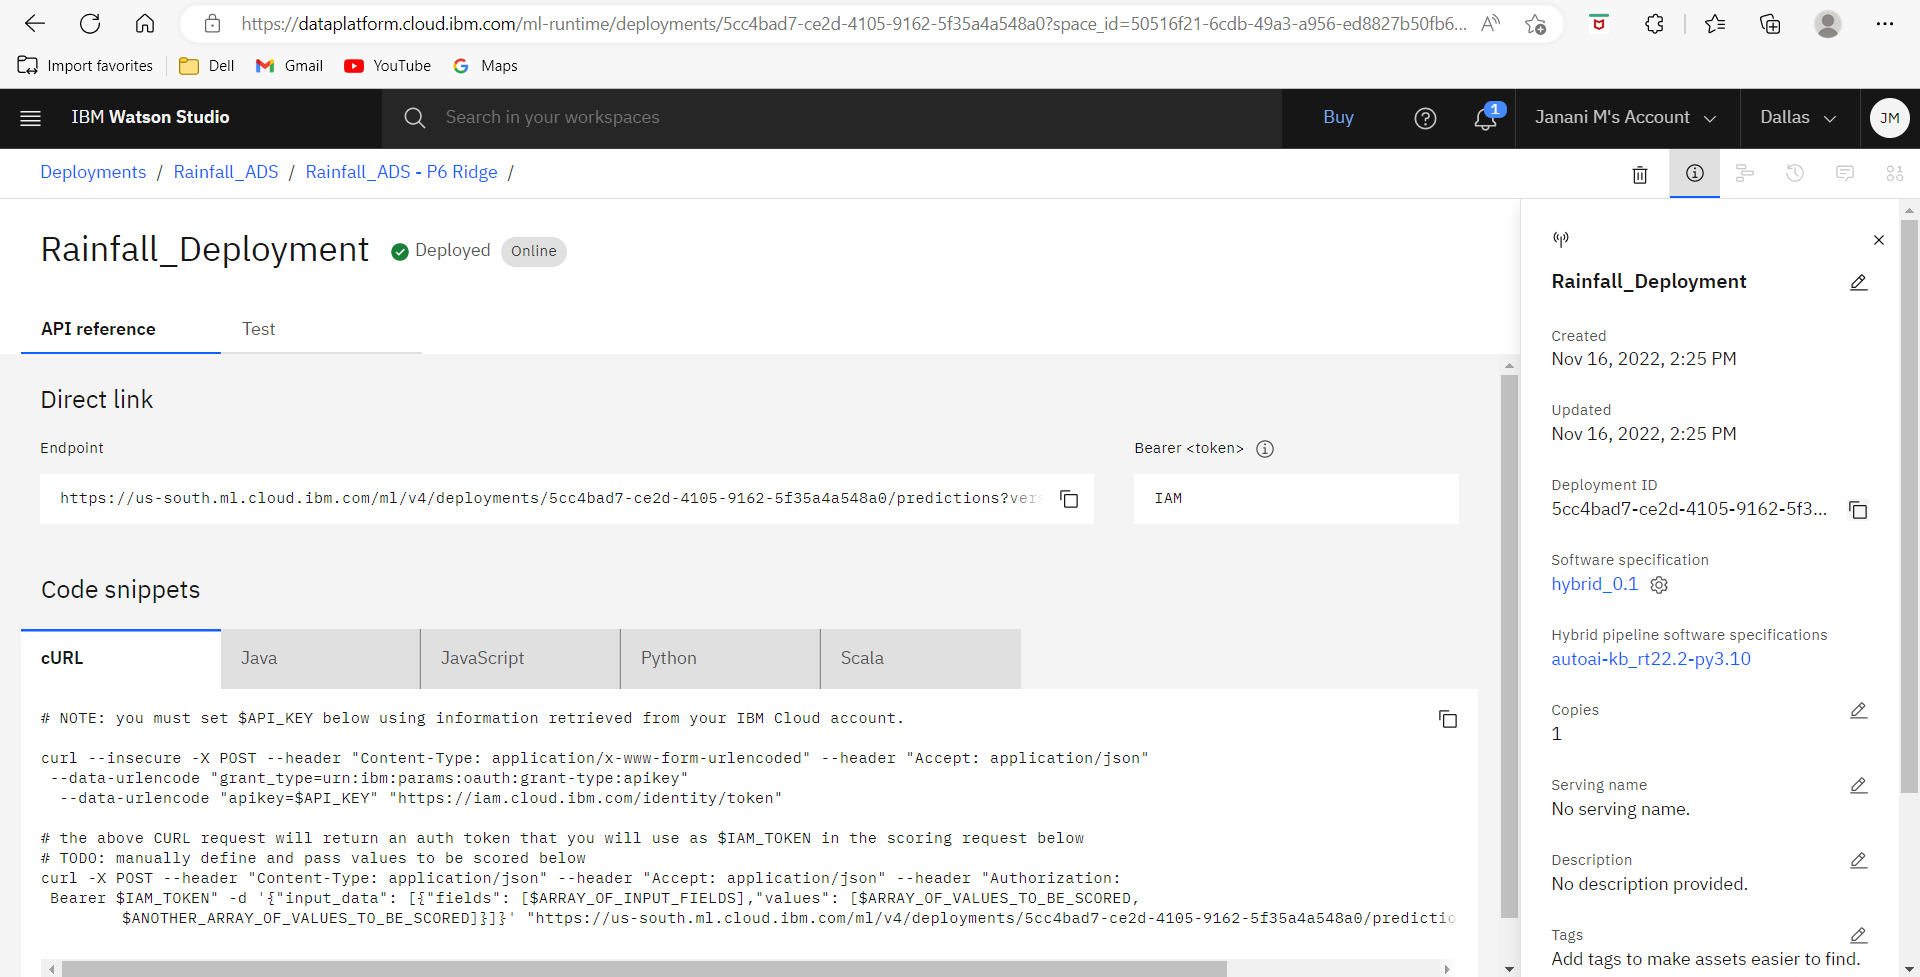 https://dataplatform.cloud.ibm.com/ml-runtime/deployments/5cc4bad7-ce2d-4105-9162-5f35a4a548a0?space_id=50516f21-6cdb-49a3-a956-ed8827b50fb6...
Import favorites Dell Gmail YouTube Maps
IBM Watson Studio Search in your workspaces Buy 1 Janani M's Account Dallas JM
Deployments / Rainfall_ADS / Rainfall_ADS - P6 Ridge /
Rainfall_Deployment Deployed Online
API reference Test
Direct link
Endpoint Bearer <token>
https://us-south.ml.cloud.ibm.com/ml/v4/deployments/5cc4bad7-ce2d-4105-9162-5f35a4a548a0/predictions?vers IAM
Code snippets
cURL Java JavaScript Python Scala
# NOTE: you must set $API_KEY below using information retrieved from your IBM Cloud account.
curl --insecure -X POST --header "Content-Type: application/x-www-form-urlencoded" --header "Accept: application/json"
--data-urlencode "grant_type=urn:ibm:params:oauth:grant-type:apikey"
--data-urlencode "apikey=$API_KEY" "https://iam.cloud.ibm.com/identity/token"
# the above CURL request will return an auth token that you will use as $IAM_TOKEN in the scoring request below
# TODO: manually define and pass values to be scored below
curl -X POST --header "Content-Type: application/json" --header "Accept: application/json" --header "Authorization:
Bearer $IAM_TOKEN" -d '{"input_data": [{"fields": [$ARRAY_OF_INPUT_FIELDS],"values": [$ARRAY_OF_VALUES_TO_BE_SCORED,
$ANOTHER_ARRAY_OF_VALUES_TO_BE_SCORED]}]}' "https://us-south.ml.cloud.ibm.com/ml/v4/deployments/5cc4bad7-ce2d-4105-9162-5f35a4a548a0/predictio
Rainfall_Deployment
Created
Nov 16, 2022, 2:25 PM
Updated
Nov 16, 2022, 2:25 PM
Deployment ID
5cc4bad7-ce2d-4105-9162-5f3...
Software specification
hybrid_0.1
Hybrid pipeline software specifications
autoai-kb_rt22.2-py3.10
Copies
1
Serving name
No serving name.
Description
No description provided.
Tags
Add tags to make assets easier to find.